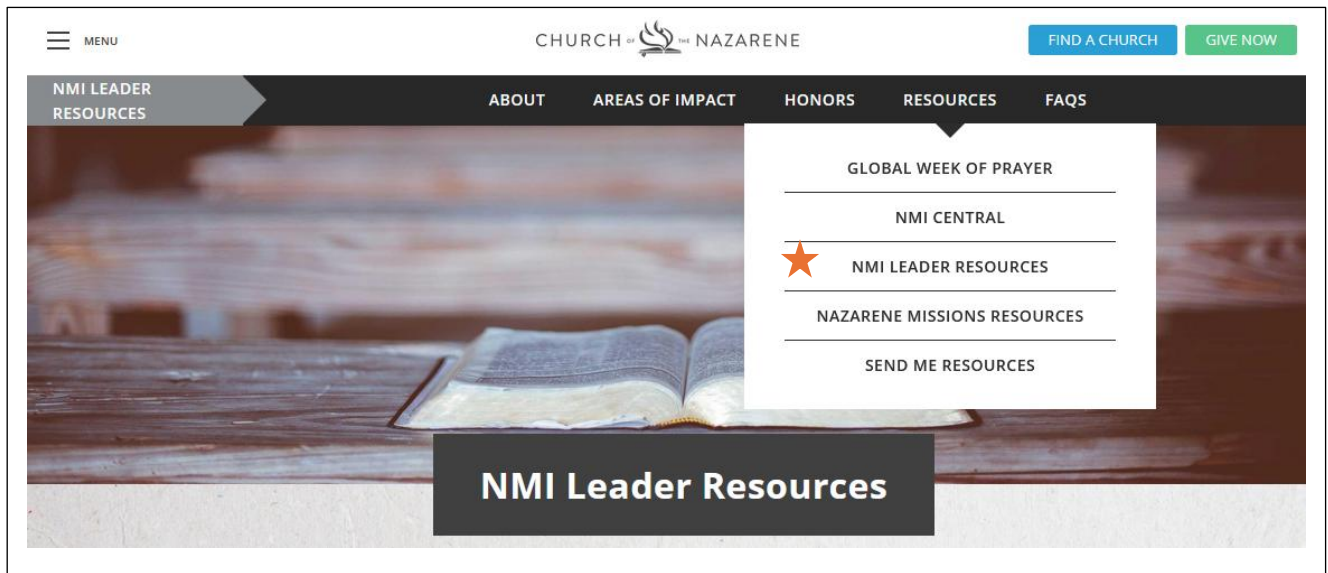 MENU
CHURCH OF THE NAZARENE
FIND A CHURCH
GIVE NOW
NMI LEADER
RESOURCES
ABOUT
AREAS OF IMPACT
HONORS
RESOURCES
FAQS
GLOBAL WEEK OF PRAYER
NMI CENTRAL
NMI LEADER RESOURCES
NAZARENE MISSIONS RESOURCES
SEND ME RESOURCES
NMI Leader Resources